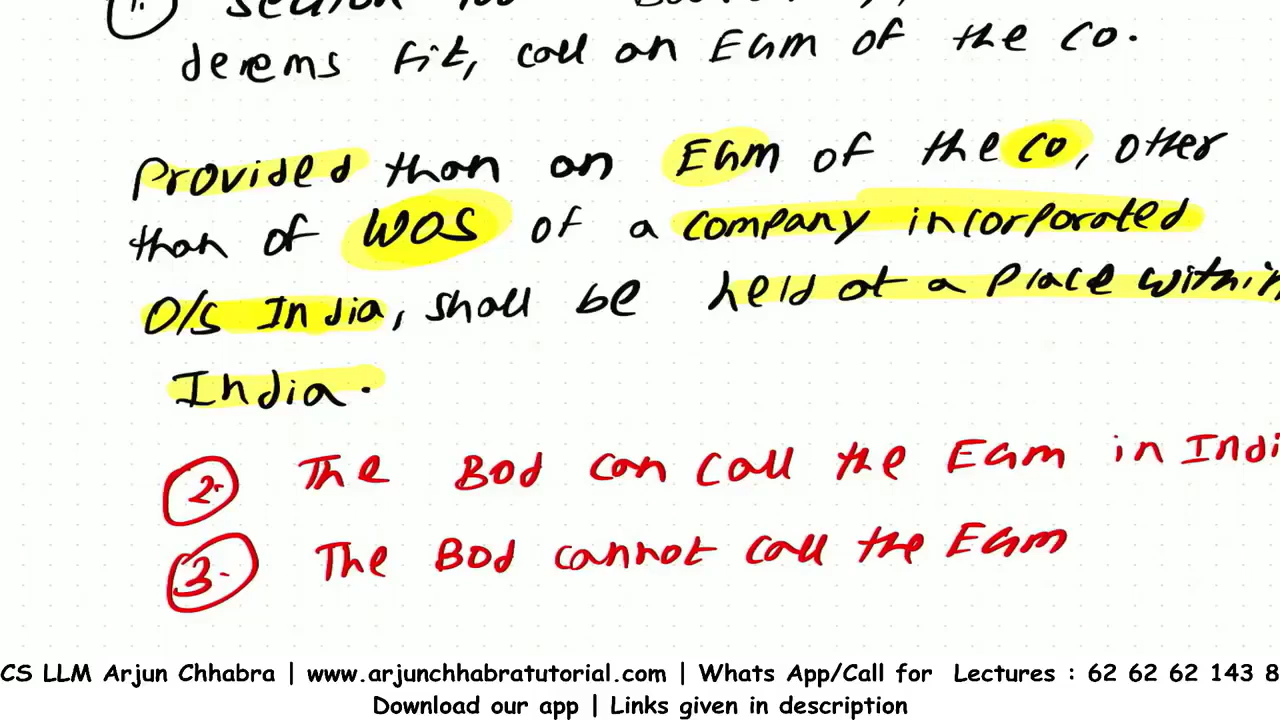 1.
deems fit, call an EGM of the Co.
Provided than an EGM of the Co, other
than of WOS of a company incorporated
O/S India, shall be held at a place within
India.
2. The BOD can call the EGM in Indi
3. The BOD cannot call the EGM
CS LLM Arjun Chhabra | www.arjunchhabratutorial.com | Whats App/Call for Lectures : 62 62 62 143 8
Download our app | Links given in description